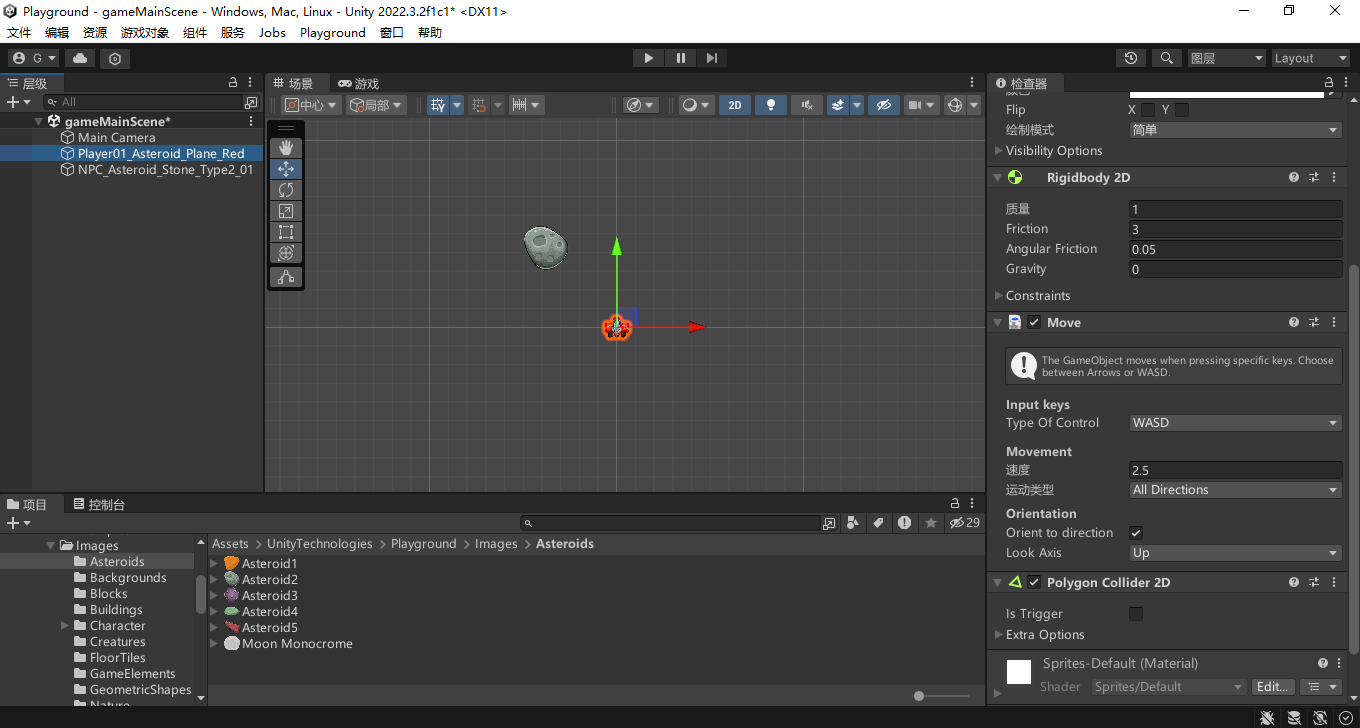 Playground - gameMainScene - Windows, Mac, Linux - Unity 2022.3.2f1c1* <DX11>
文件 编辑 资源 游戏对象 组件 服务 Jobs Playground 窗口 帮助
G 图层 Layout
层级
All
gameMainScene*
Main Camera
Player01_Asteroid_Plane_Red
NPC_Asteroid_Stone_Type2_01
场景 游戏
中心 局部 2D
检查器
Flip X Y
绘制模式 简单
Visibility Options
Rigidbody 2D
质量 1
Friction 3
Angular Friction 0.05
Gravity 0
Constraints
Move
The GameObject moves when pressing specific keys. Choose
between Arrows or WASD.
Input keys
Type Of Control WASD
Movement
速度 2.5
运动类型 All Directions
Orientation
Orient to direction
Look Axis Up
Polygon Collider 2D
Is Trigger
Extra Options
Sprites-Default (Material)
Shader Sprites/Default Edit...
项目 控制台
29
Images
Asteroids
Backgrounds
Blocks
Buildings
Character
Creatures
FloorTiles
GameElements
GeometricShapes
Assets > UnityTechnologies > Playground > Images > Asteroids
Asteroid1
Asteroid2
Asteroid3
Asteroid4
Asteroid5
Moon Monocrome